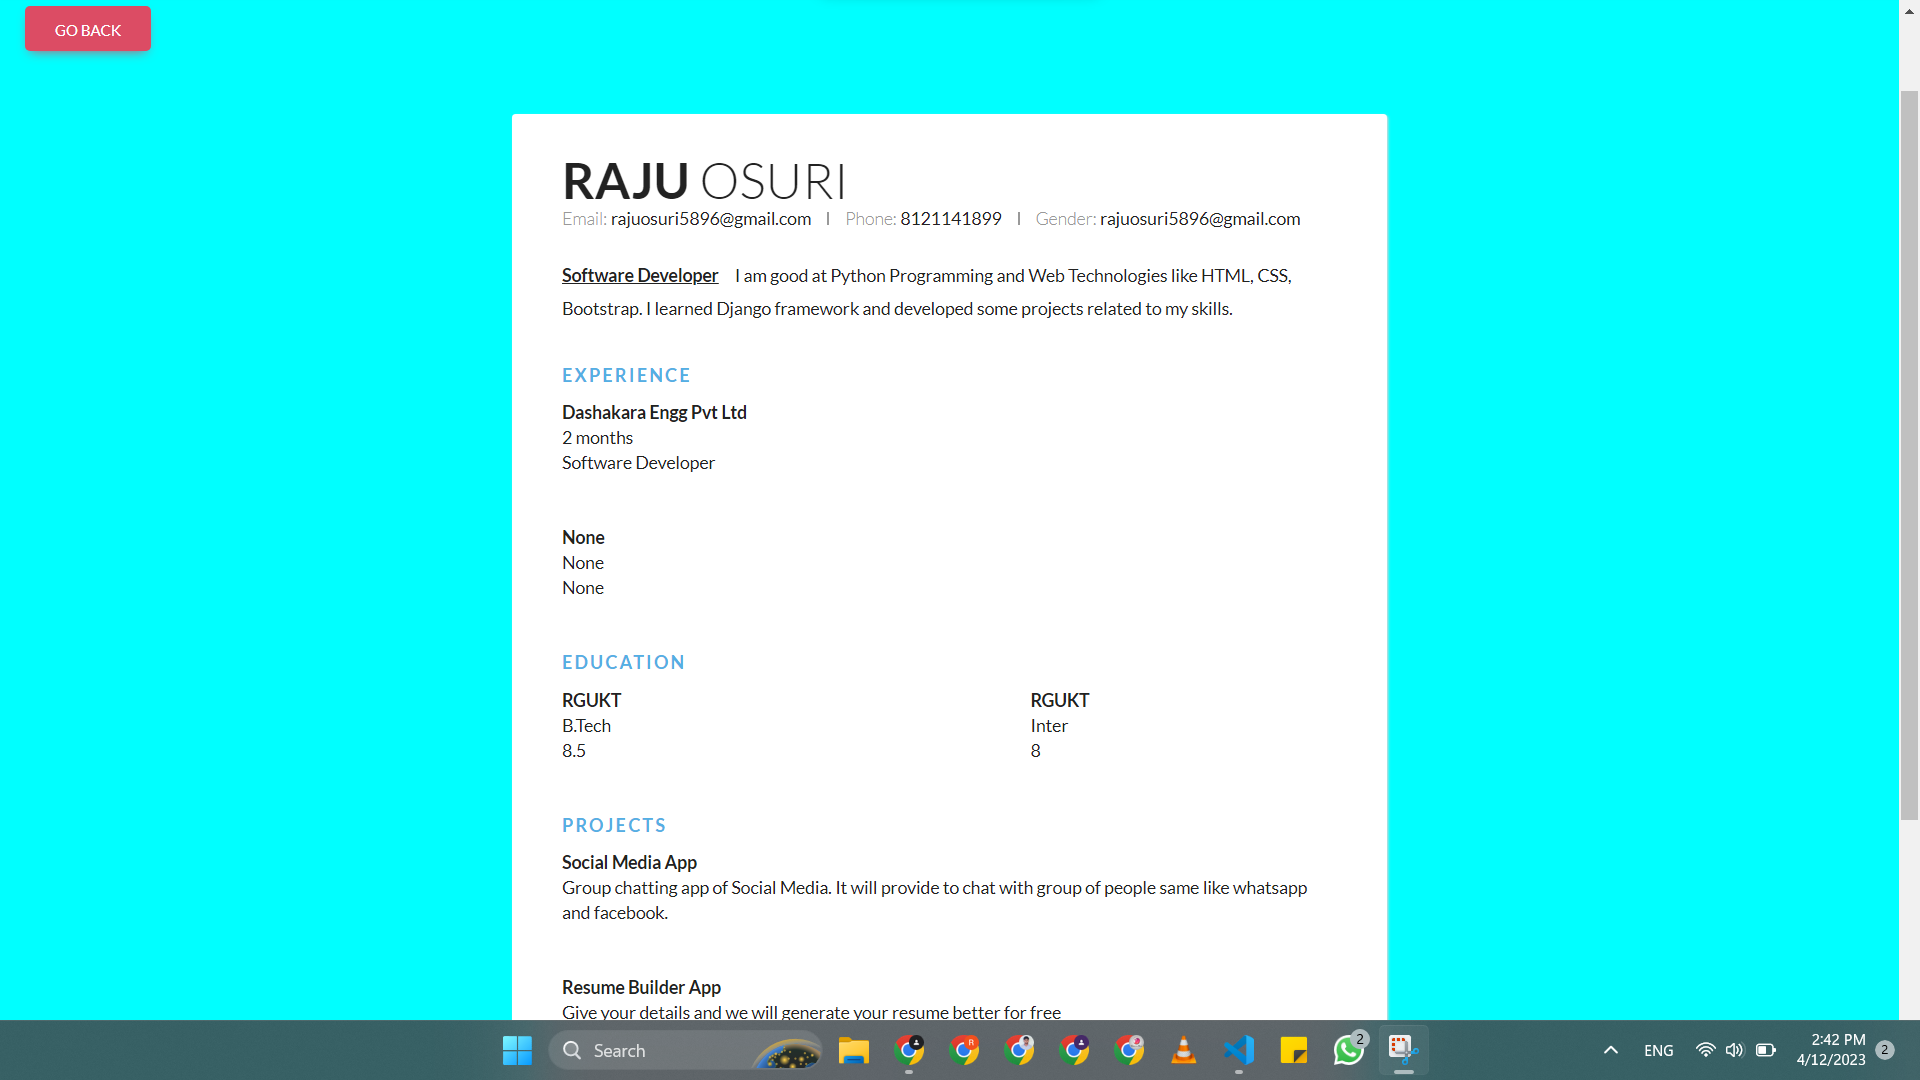 GO BACK
RAJU OSURI
Email: rajuosuri5896@gmail.com | Phone: 8121141899 | Gender: rajuosuri5896@gmail.com
Software Developer I am good at Python Programming and Web Technologies like HTML, CSS,
Bootstrap. I learned Django framework and developed some projects related to my skills.
EXPERIENCE
Dashakara Engg Pvt Ltd
2 months
Software Developer
None
None
None
EDUCATION
RGUKT RGUKT
B.Tech Inter
8.5 8
PROJECTS
Social Media App
Group chatting app of Social Media. It will provide to chat with group of people same like whatsapp
and facebook.
Resume Builder App
Give your details and we will generate your resume better for free
Search
R
2
ENG
2:42 PM
4/12/2023
2